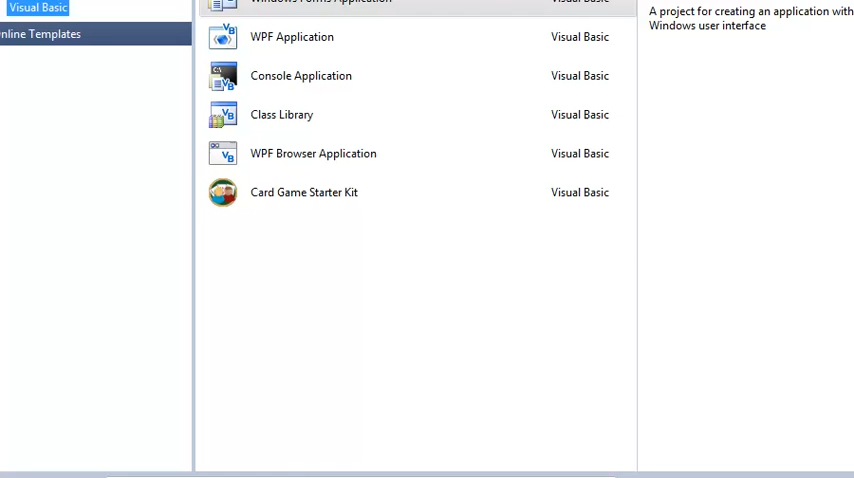 Visual Basic
Windows Forms Application Visual Basic
A project for creating an application with
Windows user interface
nline Templates
WPF Application Visual Basic
Console Application Visual Basic
Class Library Visual Basic
WPF Browser Application Visual Basic
Card Game Starter Kit Visual Basic